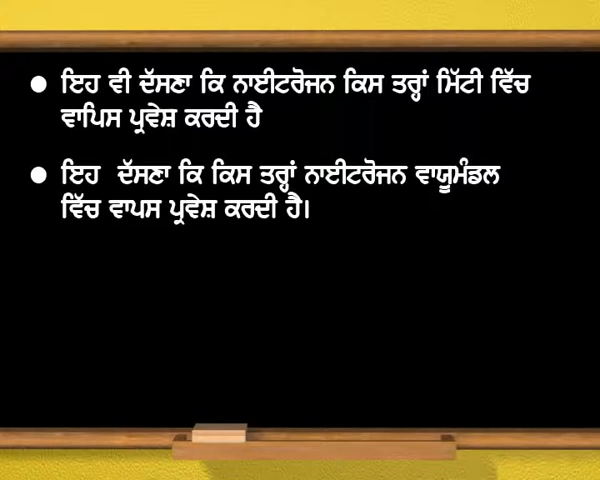 ● ਇਹ ਵੀ ਦੱਸਣਾ ਕਿ ਨਾਈਟਰੋਜਨ ਕਿਸ ਤਰ੍ਹਾਂ ਮਿੱਟੀ ਵਿੱਚ
ਵਾਪਿਸ ਪ੍ਰਵੇਸ਼ ਕਰਦੀ ਹੈ
● ਇਹ ਦੱਸਣਾ ਕਿ ਕਿਸ ਤਰ੍ਹਾਂ ਨਾਈਟਰੋਜਨ ਵਾਯੂਮੰਡਲ
ਵਿੱਚ ਵਾਪਸ ਪ੍ਰਵੇਸ਼ ਕਰਦੀ ਹੈ।